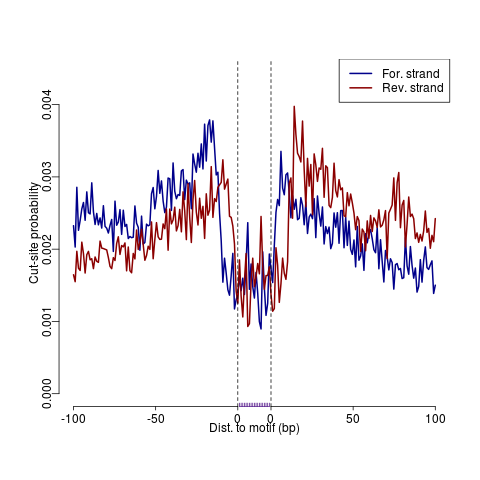 For. strand
Rev. strand
Cut-site probability
0.004
0.003
0.002
0.001
0.000
-100 -50 0 0 50 100
Dist. to motif (bp)